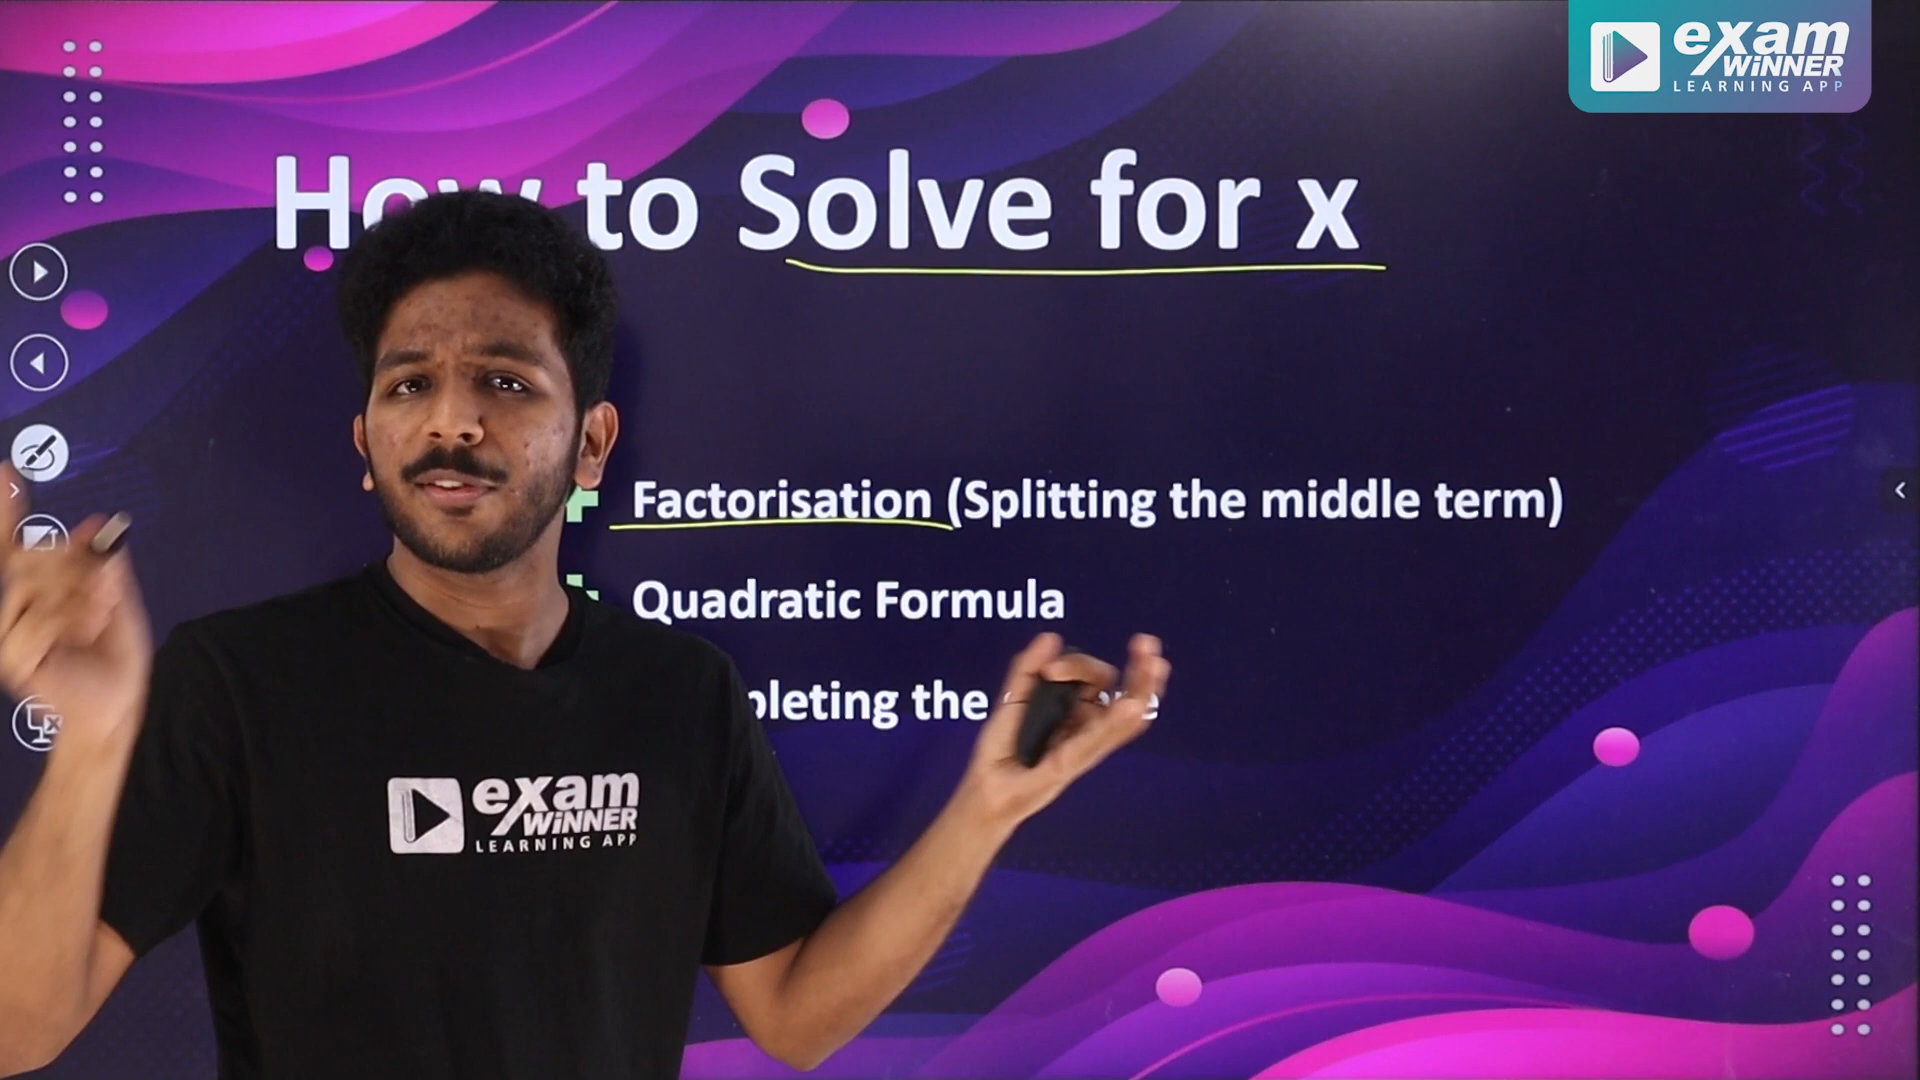 exam
WiNNER
LEARNING APP
to Solve for x
Factorisation (Splitting the middle term)
Quadratic Formula
the
exam
WiNNER
LEARNING APP